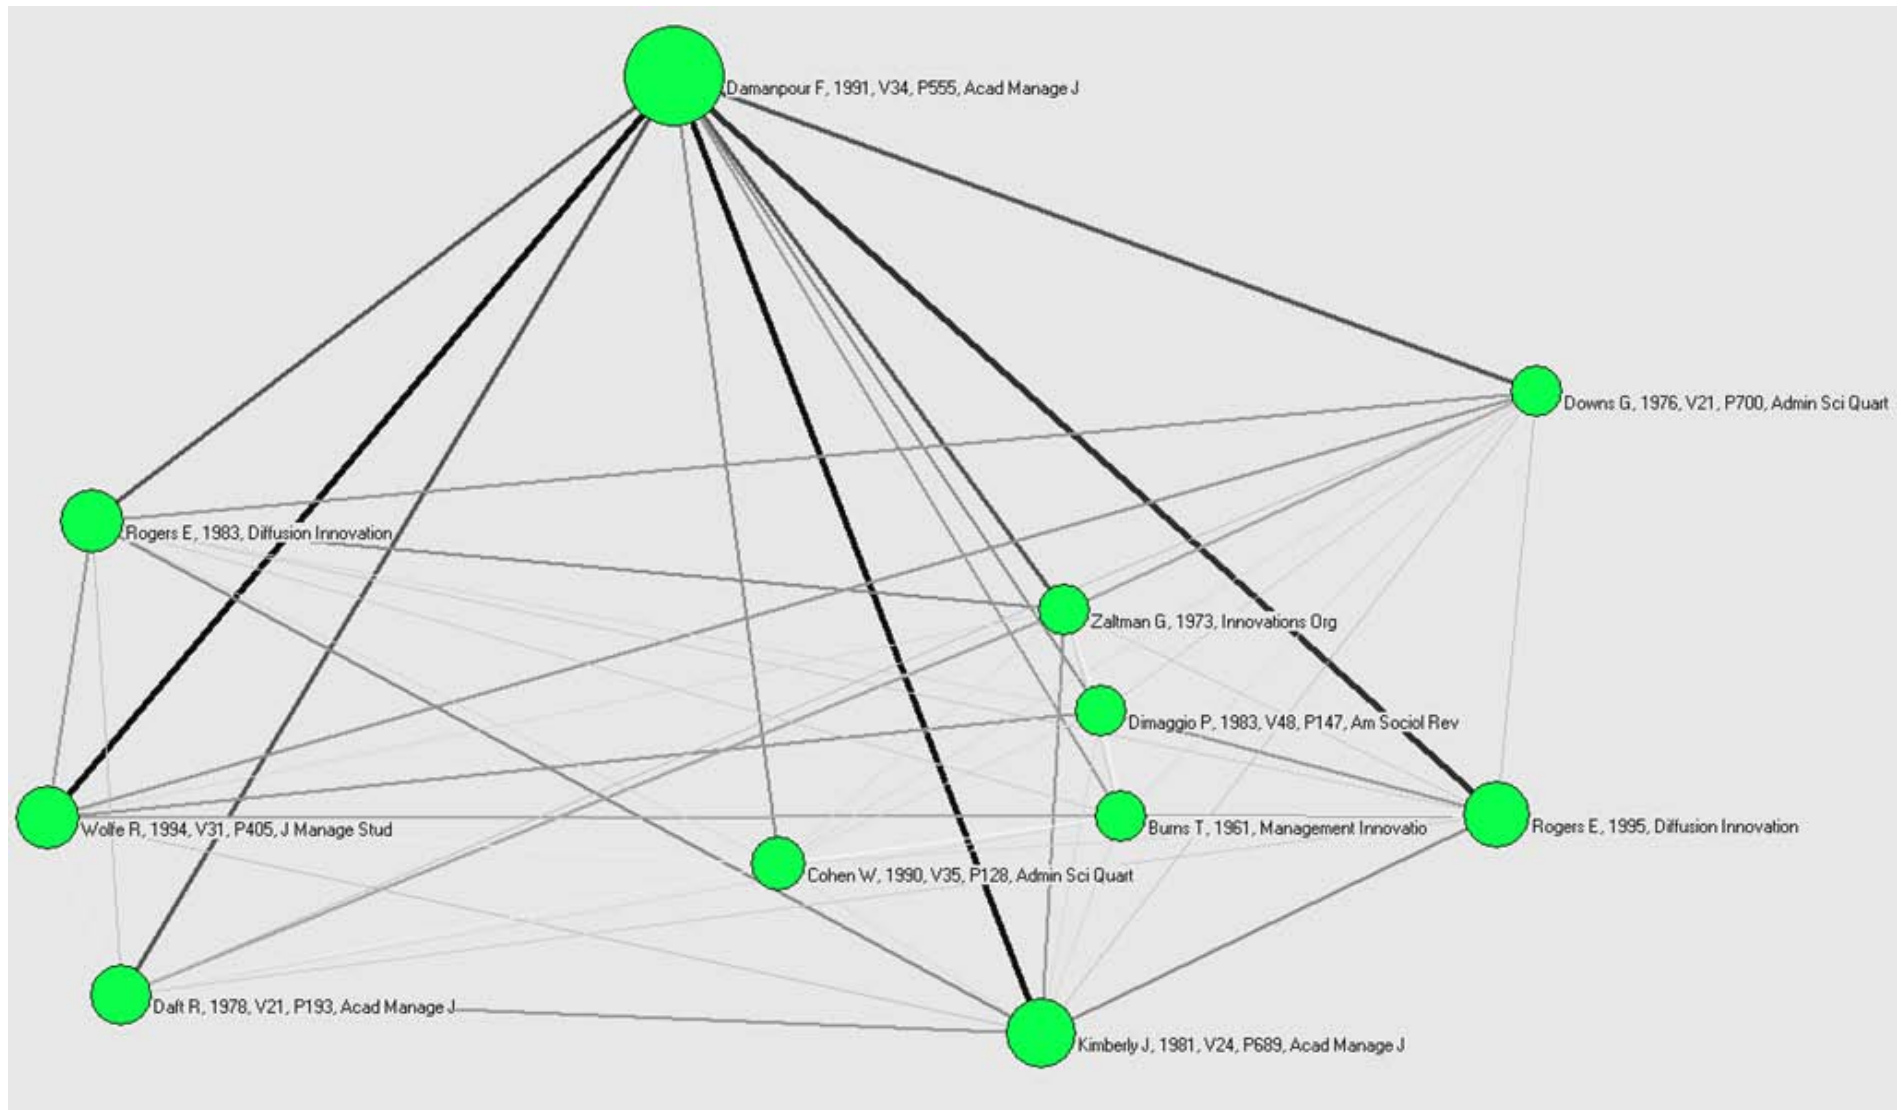 Damanpour F, 1991, V34, P555, Acad Manage J
Downs G, 1976, V21, P700, Admin Sci Quart
Rogers E, 1983, Diffusion Innovation
Zaltman G, 1973, Innovations Org
Dimaggio P, 1983, V48, P147, Am Sociol Rev
Wolfe R, 1994, V31, P405, J Manage Stud
Burns T, 1961, Management Innovatio
Rogers E, 1995, Diffusion Innovation
Cohen W, 1990, V35, P128, Admin Sci Quart
Daft R, 1978, V21, P193, Acad Manage J
Kimberly J, 1981, V24, P689, Acad Manage J